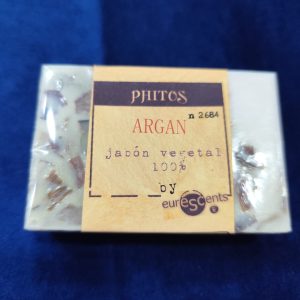 PHITOS
n 2684
ARGAN
jabón vegetal
100%
by
eurescents